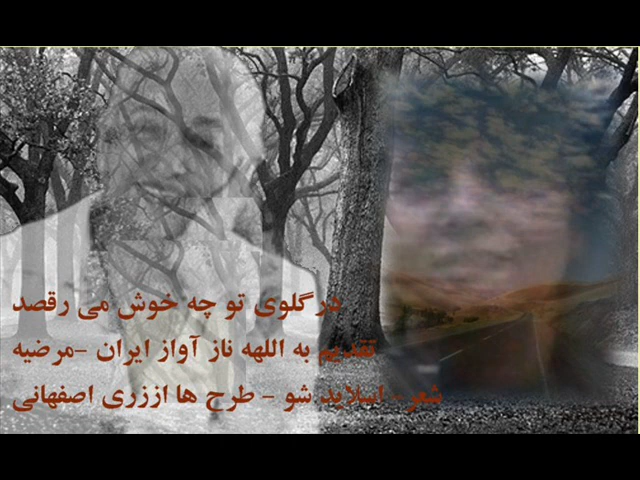 در گلوی تو چه خوش می رقصد
تقدیم به اللهه ناز آواز ایران -مرضیه
شعر- اسلاید شو - طرح ها اززری اصفهانی